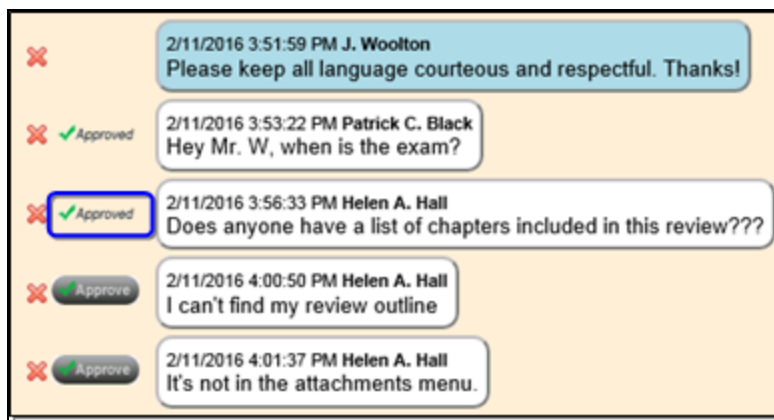 2/11/2016 3:51:59 PM J. Woolton
Please keep all language courteous and respectful. Thanks!
Approved
2/11/2016 3:53:22 PM Patrick C. Black
Hey Mr. W, when is the exam?
Approved
2/11/2016 3:56:33 PM Helen A. Hall
Does anyone have a list of chapters included in this review???
Approve
2/11/2016 4:00:50 PM Helen A. Hall
I can't find my review outline
Approve
2/11/2016 4:01:37 PM Helen A. Hall
It's not in the attachments menu.